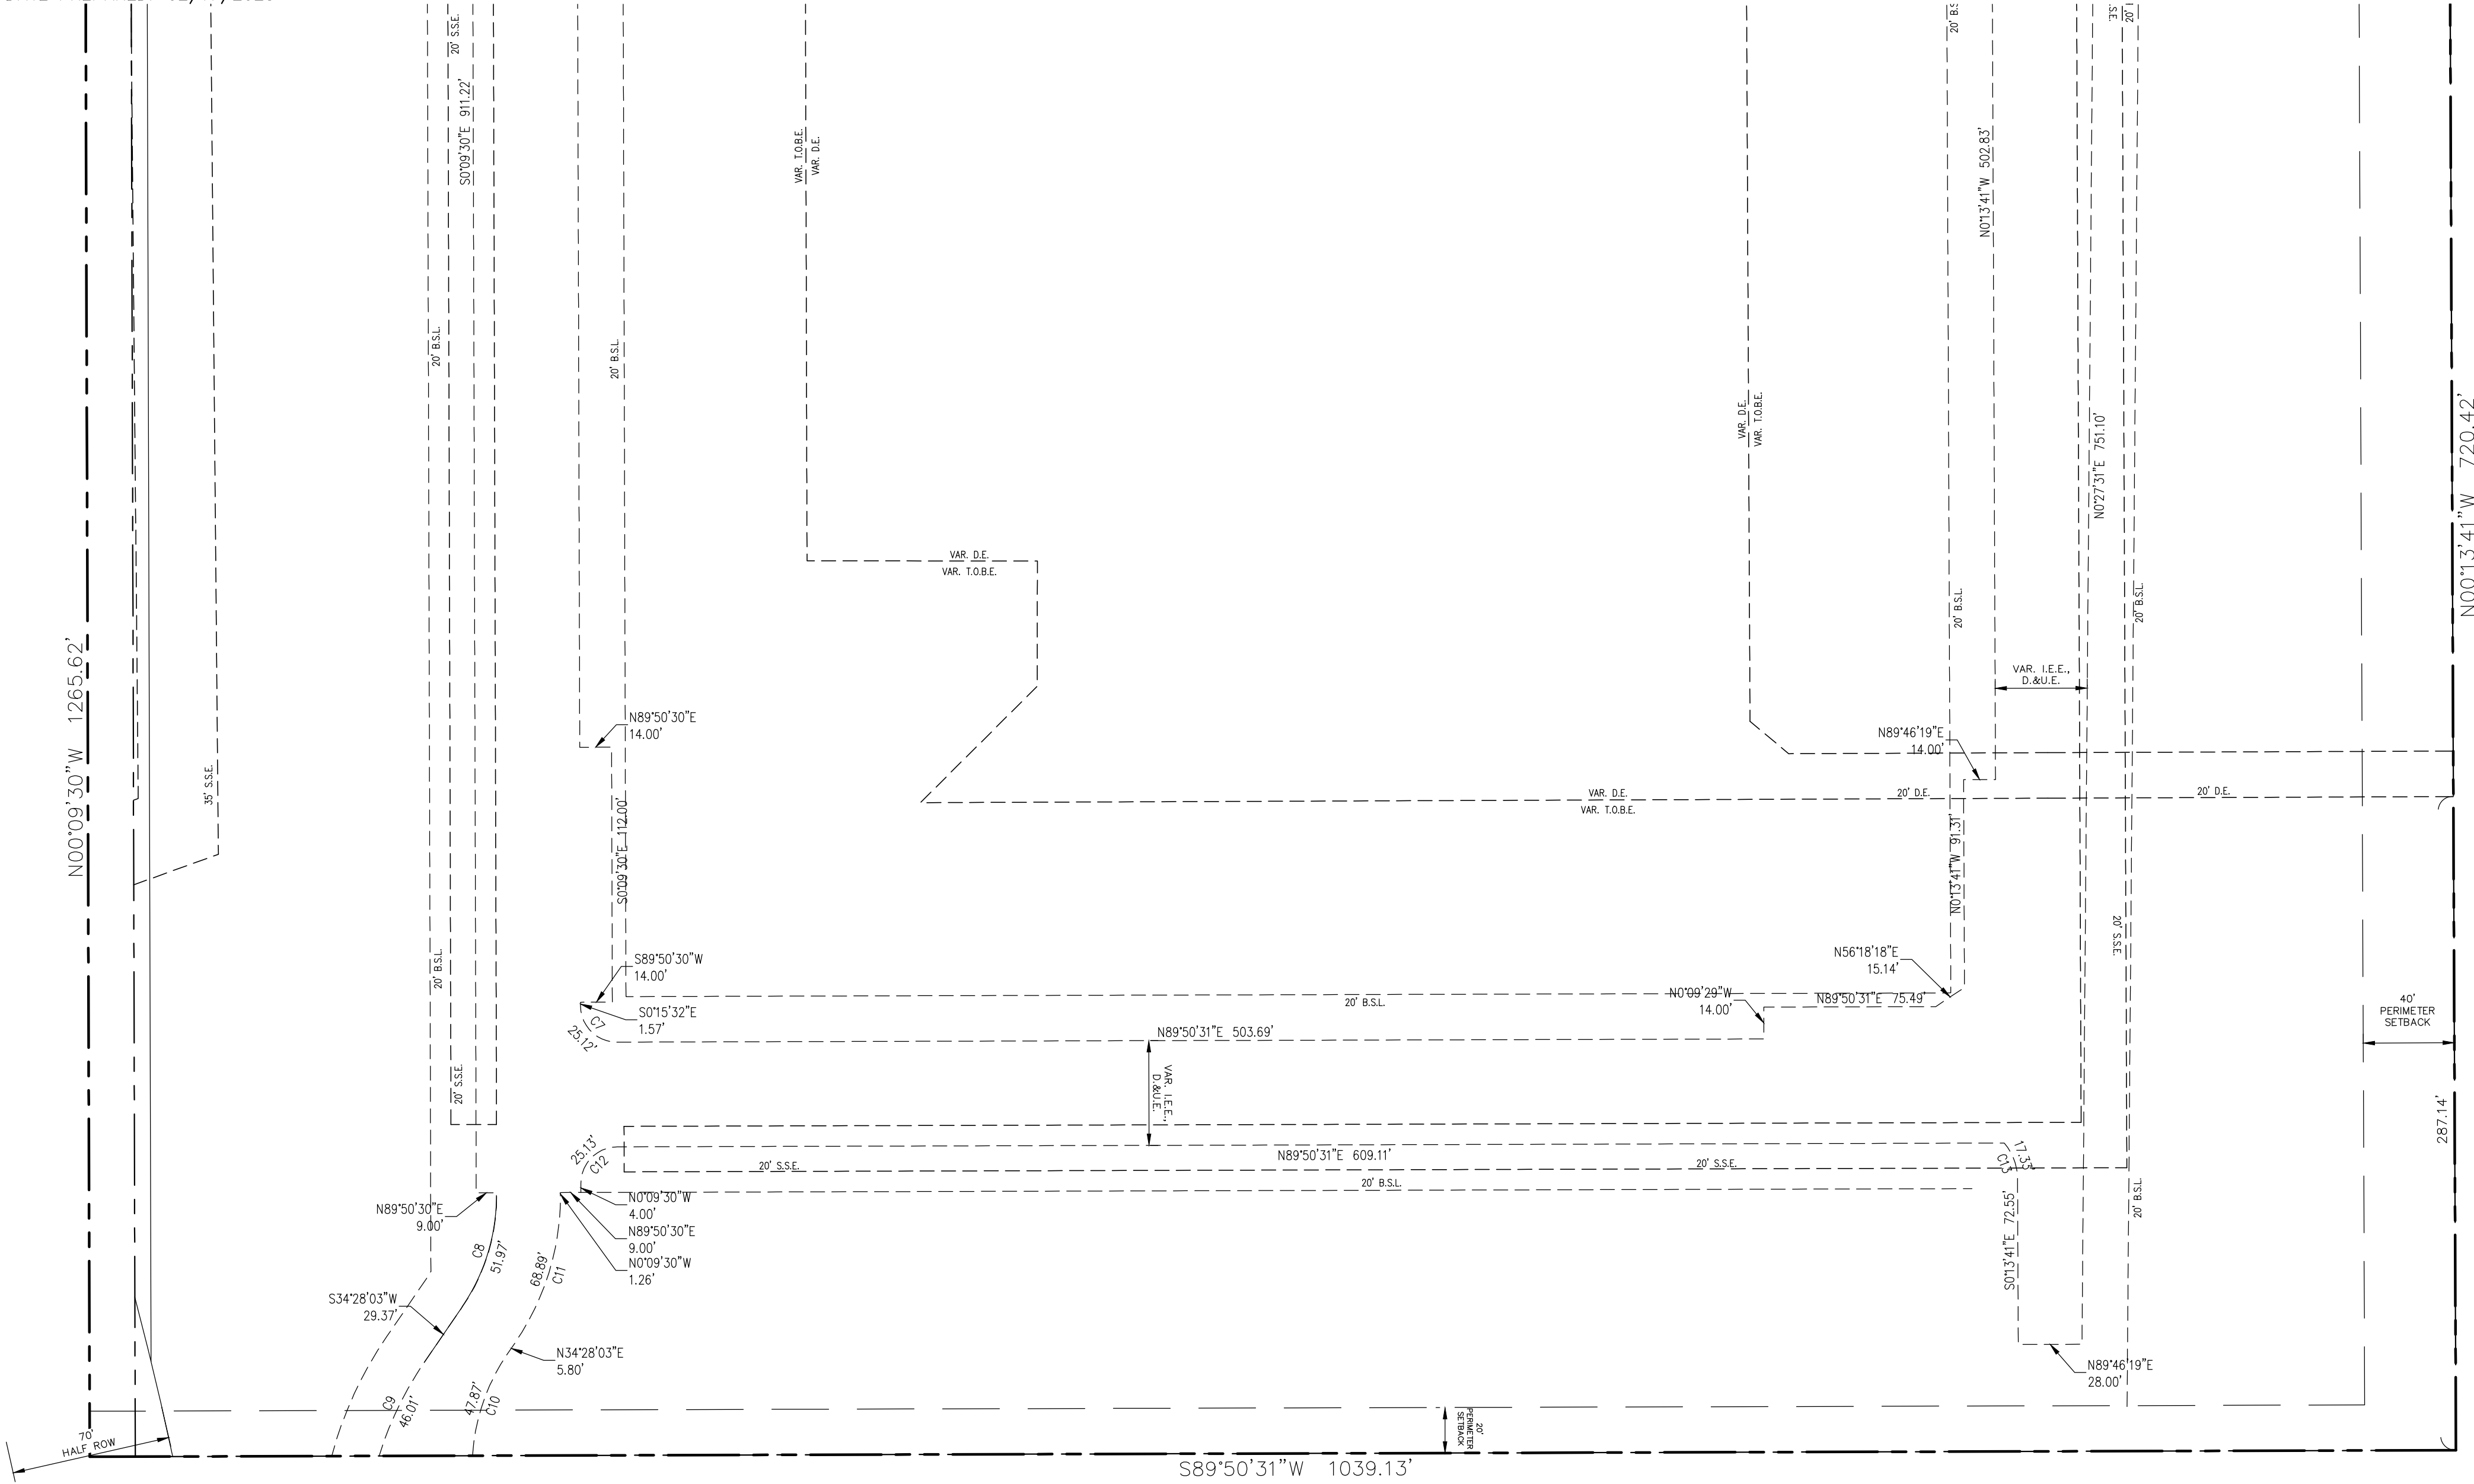 20' S.S.E.
S0°09'30"E 911.22'
20' B.S.L.
20' B.S.L.
VAR. T.O.B.E.
VAR. D.E.
VAR. D.E.
VAR. T.O.B.E.
N0°13'41"W 502.83'
N0°27'31"E 751.10'
N00°13'41"W 720.42'
VAR. D.E.
VAR. T.O.B.E.
20' B.S.L.
20' B.S.L.
N00°09'30"W 1265.62'
35' S.S.E.
N89°50'30"E
14.00'
VAR. I.E.E.,
D.&U.E.
N89°46'19"E
14.00'
VAR. D.E.
VAR. T.O.B.E.
20' D.E.
20' D.E.
S0°09'30"E 112.00'
N0°13'41"W 91.31'
20' B.S.L.
20' S.S.E.
S89°50'30"W
14.00'
N56°18'18"E
15.14'
20' B.S.L.
N0°09'29"W
14.00'
N89°50'31"E 75.49'
40'
PERIMETER
SETBACK
S0°15'32"E
1.57'
C7
25.12'
N89°50'31"E 503.69'
VAR. I.E.E.,
D.&U.E.
20' S.S.E.
287.14'
25.13'
C12
N89°50'31"E 609.11'
20' S.S.E.
20' S.S.E.
17.33'
C13
20' B.S.L.
20' B.S.L.
N89°50'30"E
9.00'
N0°09'30"W
4.00'
N89°50'30"E
9.00'
N0°09'30"W
1.26'
C8
51.97'
68.89'
C11
S0°13'41"E 72.55'
S34°28'03"W
29.37'
N34°28'03"E
5.80'
N89°46'19"E
28.00'
C9
46.01'
47.87'
C10
70'
HALF ROW
20'
PERIMETER
SETBACK
S89°50'31"W 1039.13'